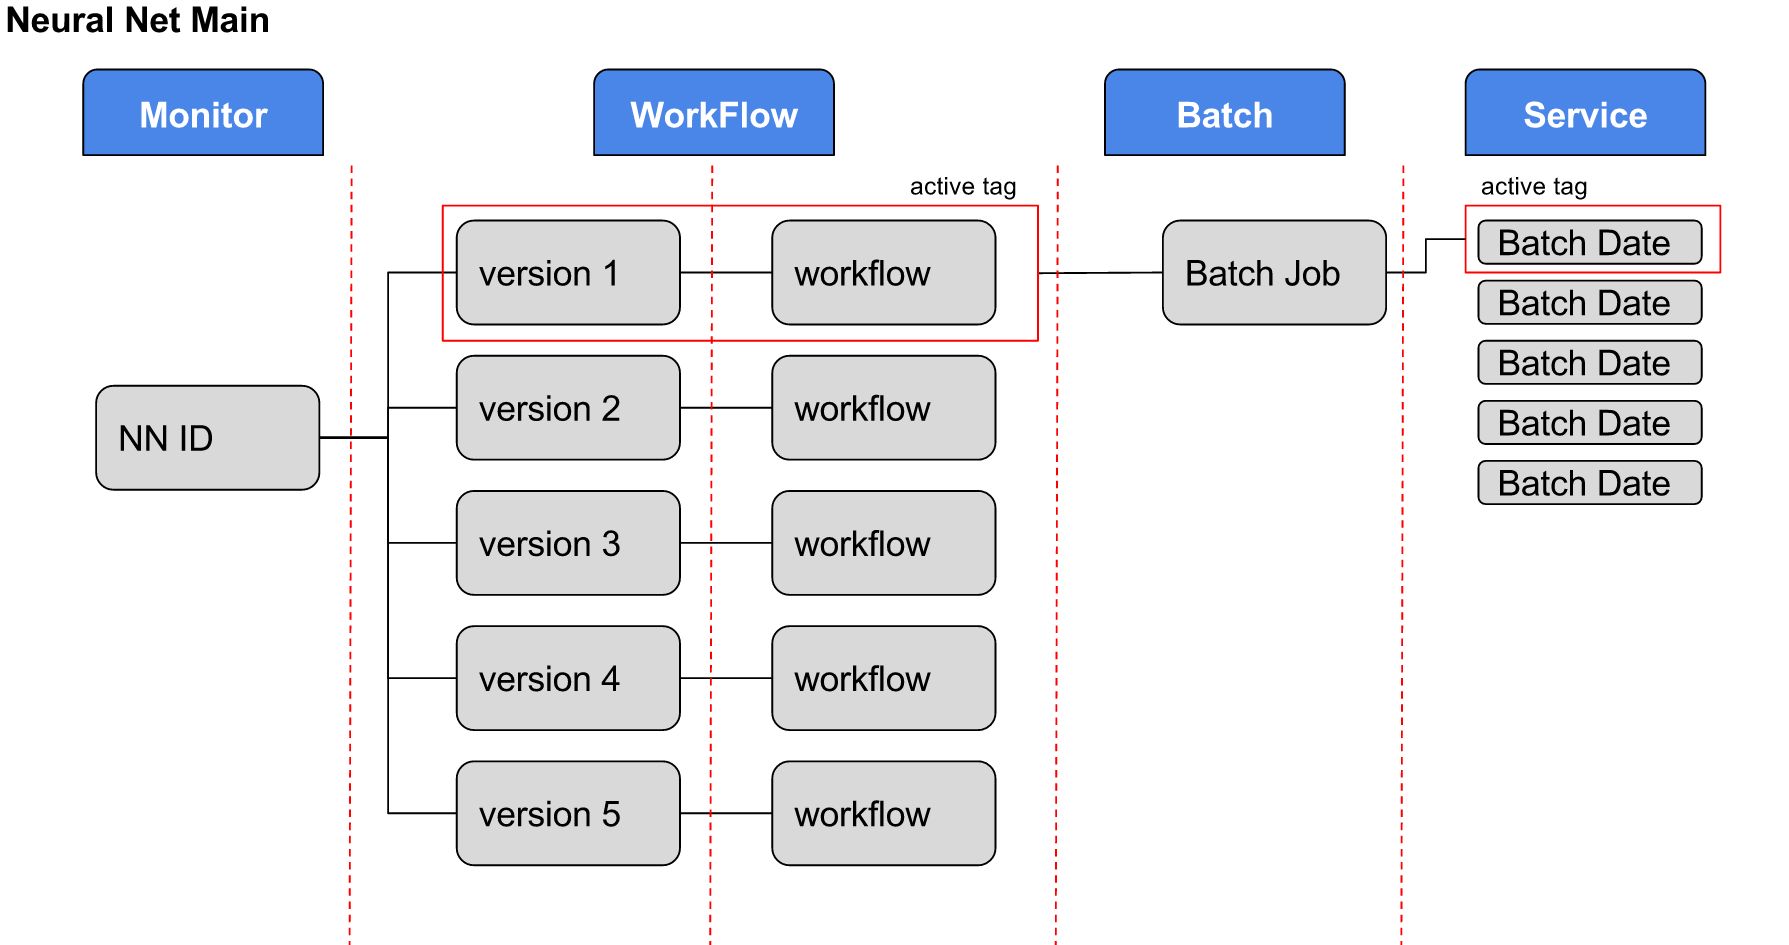 Neural Net Main
Monitor
WorkFlow
Batch
Service
active tag
active tag
version 1
workflow
Batch Job
Batch Date
Batch Date
version 2
workflow
Batch Date
NN ID
Batch Date
Batch Date
version 3
workflow
version 4
workflow
version 5
workflow